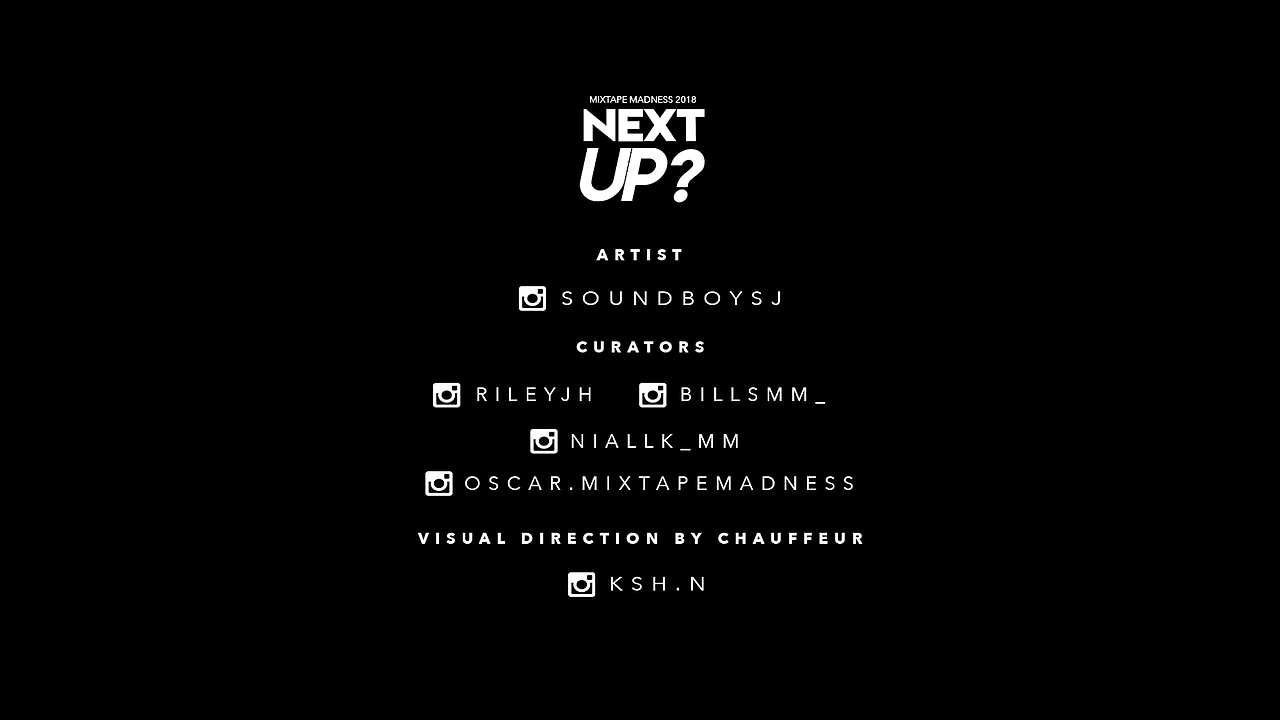 MIXTAPE MADNESS 2018
NEXT
UP?
ARTIST
SOUNDBOYSJ
CURATORS
RILEYJH BILLSMM_
NIALLK_MM
OSCAR.MIXTAPEMADNESS
VISUAL DIRECTION BY CHAUFFEUR
KSH.N